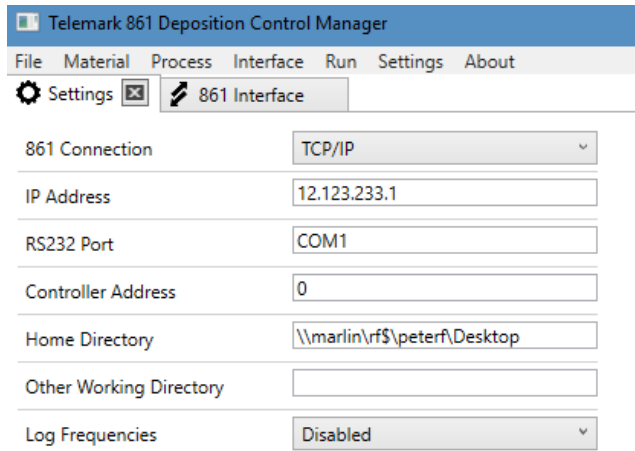 Telemark 861 Deposition Control Manager
File Material Process Interface Run Settings About
Settings 861 Interface
861 Connection TCP/IP
IP Address 12.123.233.1
RS232 Port COM1
Controller Address 0
Home Directory \\marlin\rf$\peterf\Desktop
Other Working Directory
Log Frequencies Disabled